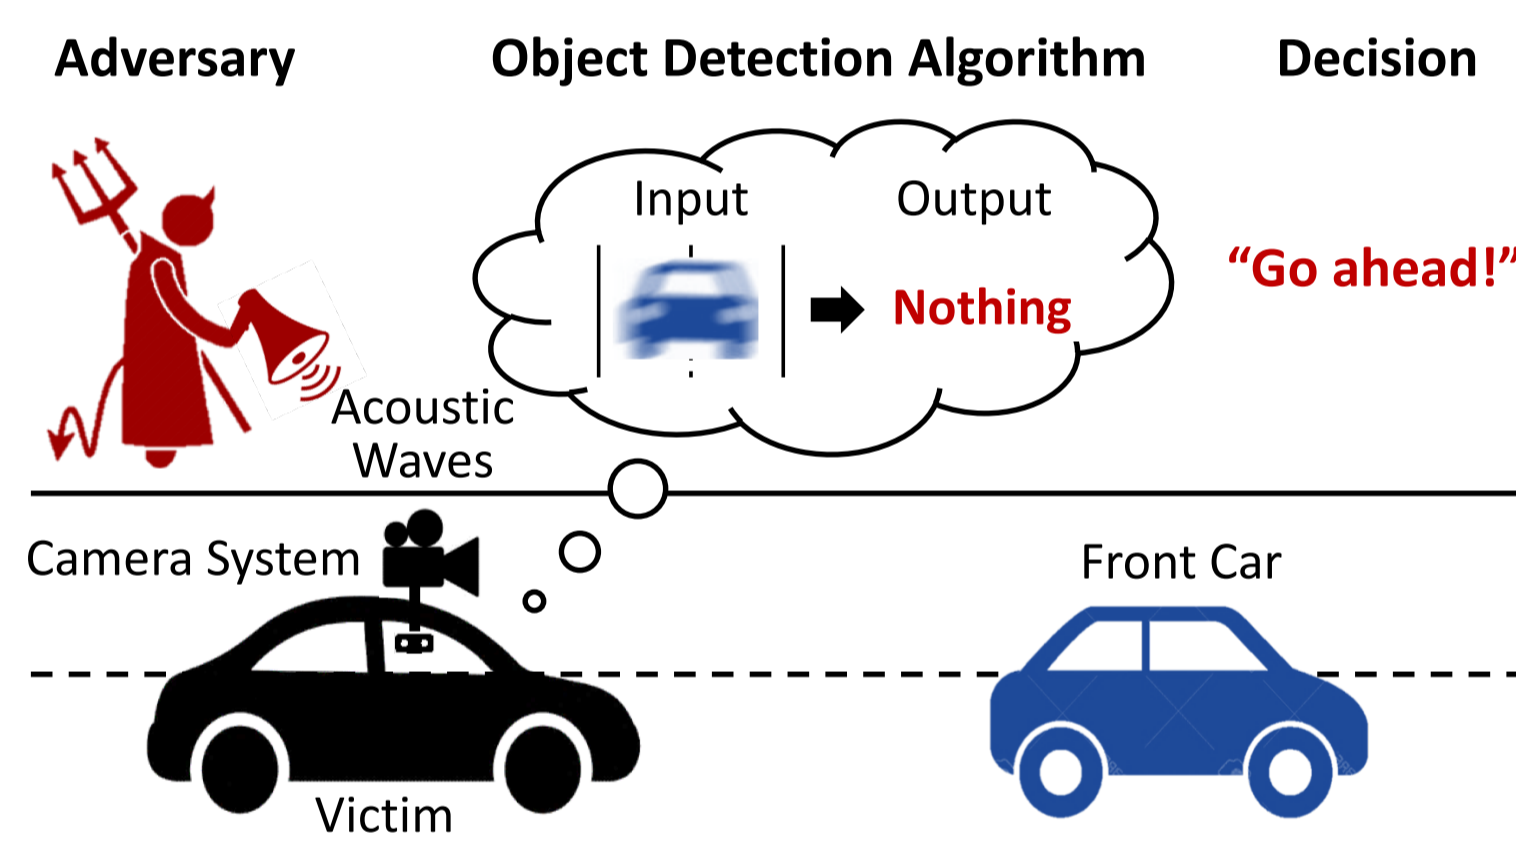 Adversary
Object Detection Algorithm
Decision
Input
Output
Nothing
“Go ahead!”
Acoustic
Waves
Camera System
Front Car
Victim